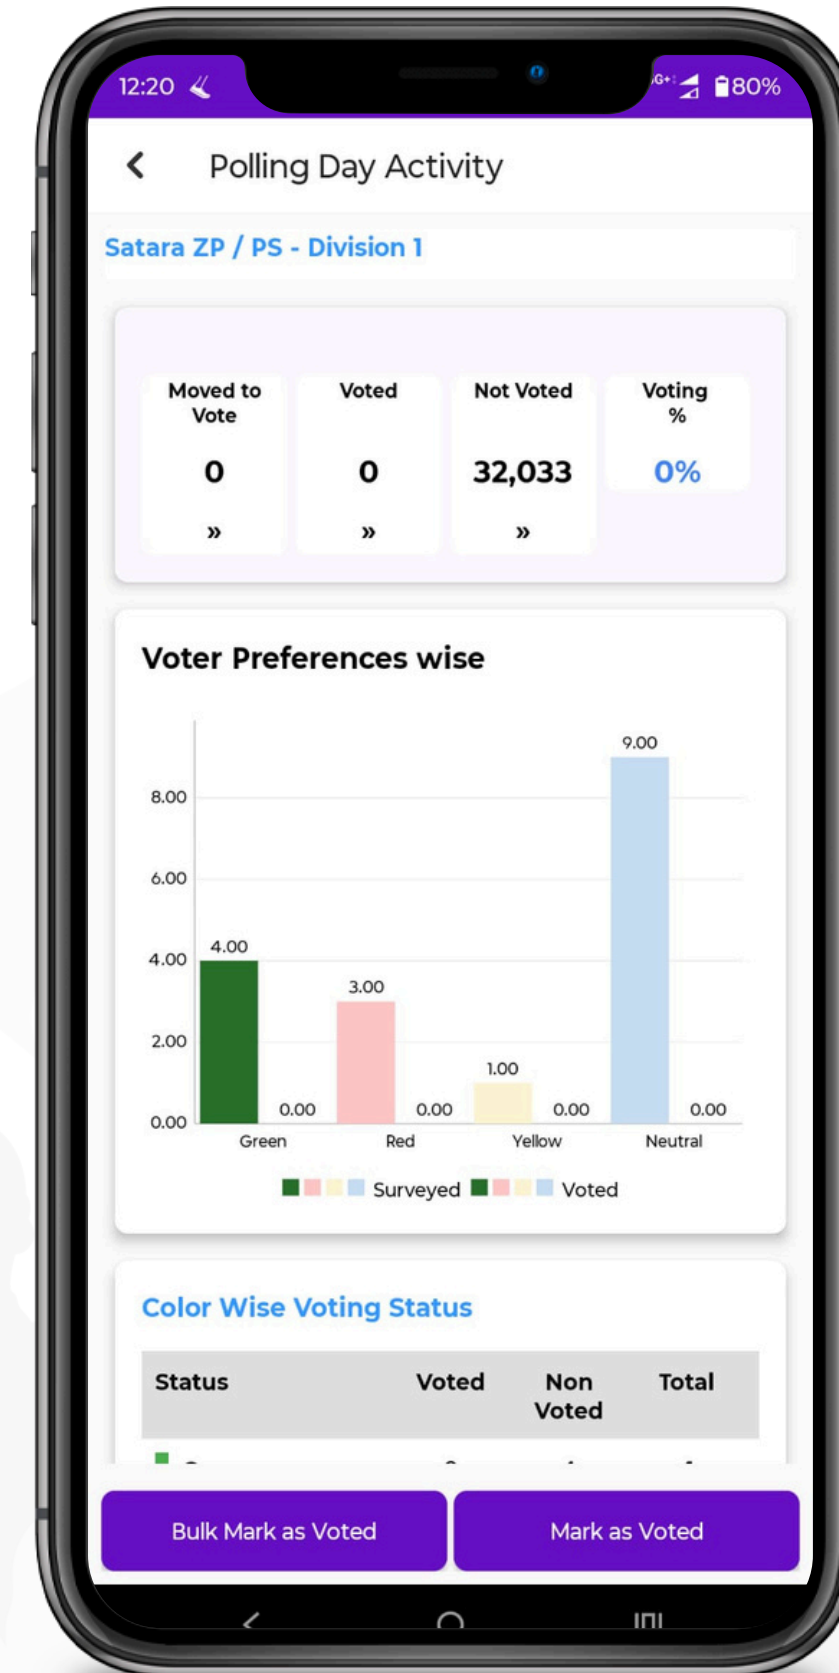 12:20
80%
Polling Day Activity
Satara ZP / PS - Division 1
Moved to Vote
0
»
Voted
0
»
Not Voted
32,033
»
Voting %
0%
Voter Preferences wise
9.00
8.00
6.00
4.00
4.00
3.00
2.00
1.00
0.00
0.00
0.00
0.00
0.00
Green
Red
Yellow
Neutral
Surveyed
Voted
Color Wise Voting Status
Status
Voted
Non Voted
Total
Bulk Mark as Voted
Mark as Voted